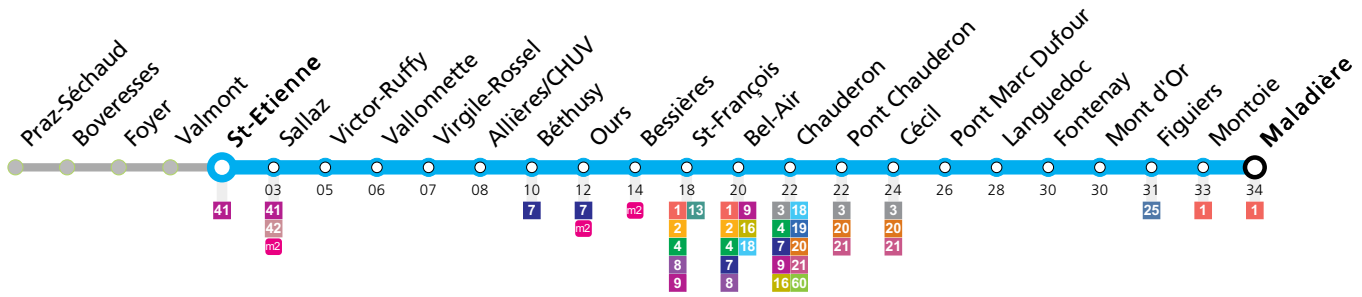 Praz-Séchaud
Boveresses
Foyer
Valmont
St-Etienne
Sallaz
Victor-Ruffy
Vallonnette
Virgile-Rossel
Allières/CHUV
Béthusy
Ours
Bessières
St-François
Bel-Air
Chauderon
Pont Chauderon
Cécil
Pont Marc Dufour
Languedoc
Fontenay
Mont d'Or
Figuiers
Montoie
Maladière
03 05 06 07 08 10 12 14 18 20 22 22 24 26 28 30 30 31 33 34
41 41 7 7 m2 1 13 1 9 3 18 3 3 25 1 1
42 m2 2 2 16 4 19 20 20
m2 4 4 18 7 20 21 21
8 7 9 21
9 8 16 60